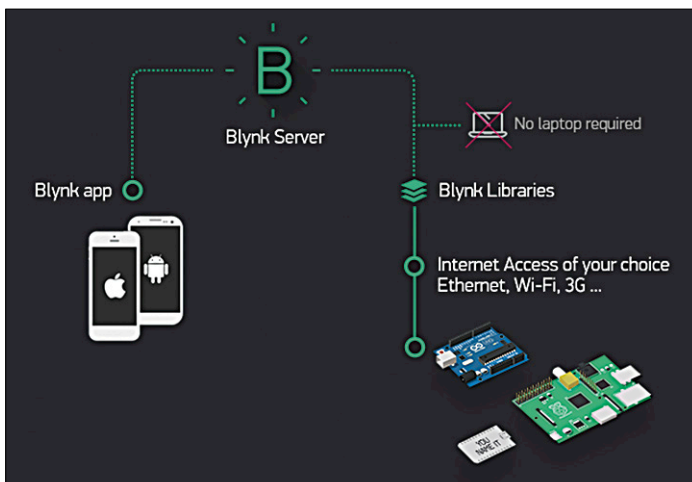 B
Blynk Server
No laptop required
Blynk app
Blynk Libraries
Internet Access of your choice
Ethernet, Wi-Fi, 3G ...
YOU
NAME IT